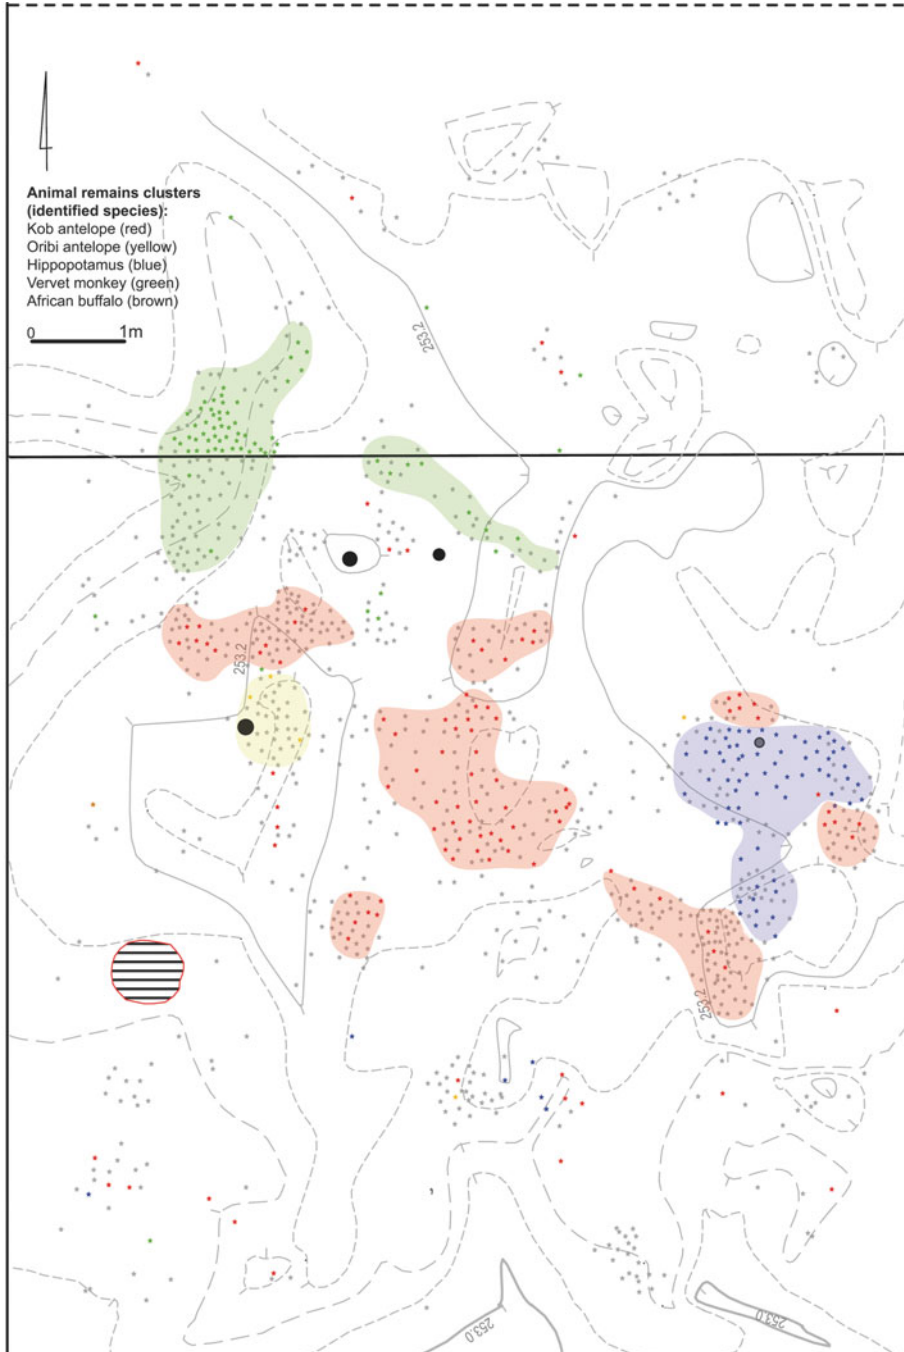 Animal remains clusters
(identified species):
Kob antelope (red)
Oribi antelope (yellow)
Hippopotamus (blue)
Vervet monkey (green)
African buffalo (brown)
0 1m
253.2
253.2
253.2
253.0
253.0